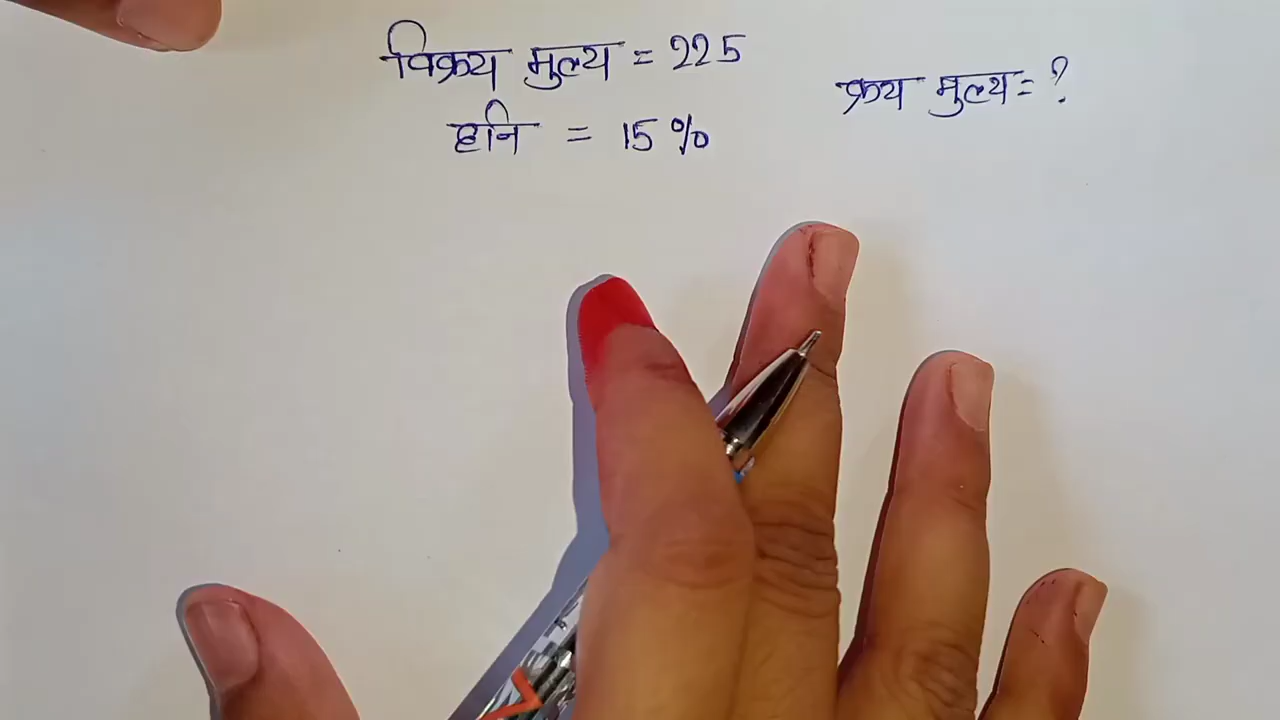 विक्रय मुल्य = 225
हानि = 15%
क्रय मुल्य = ?